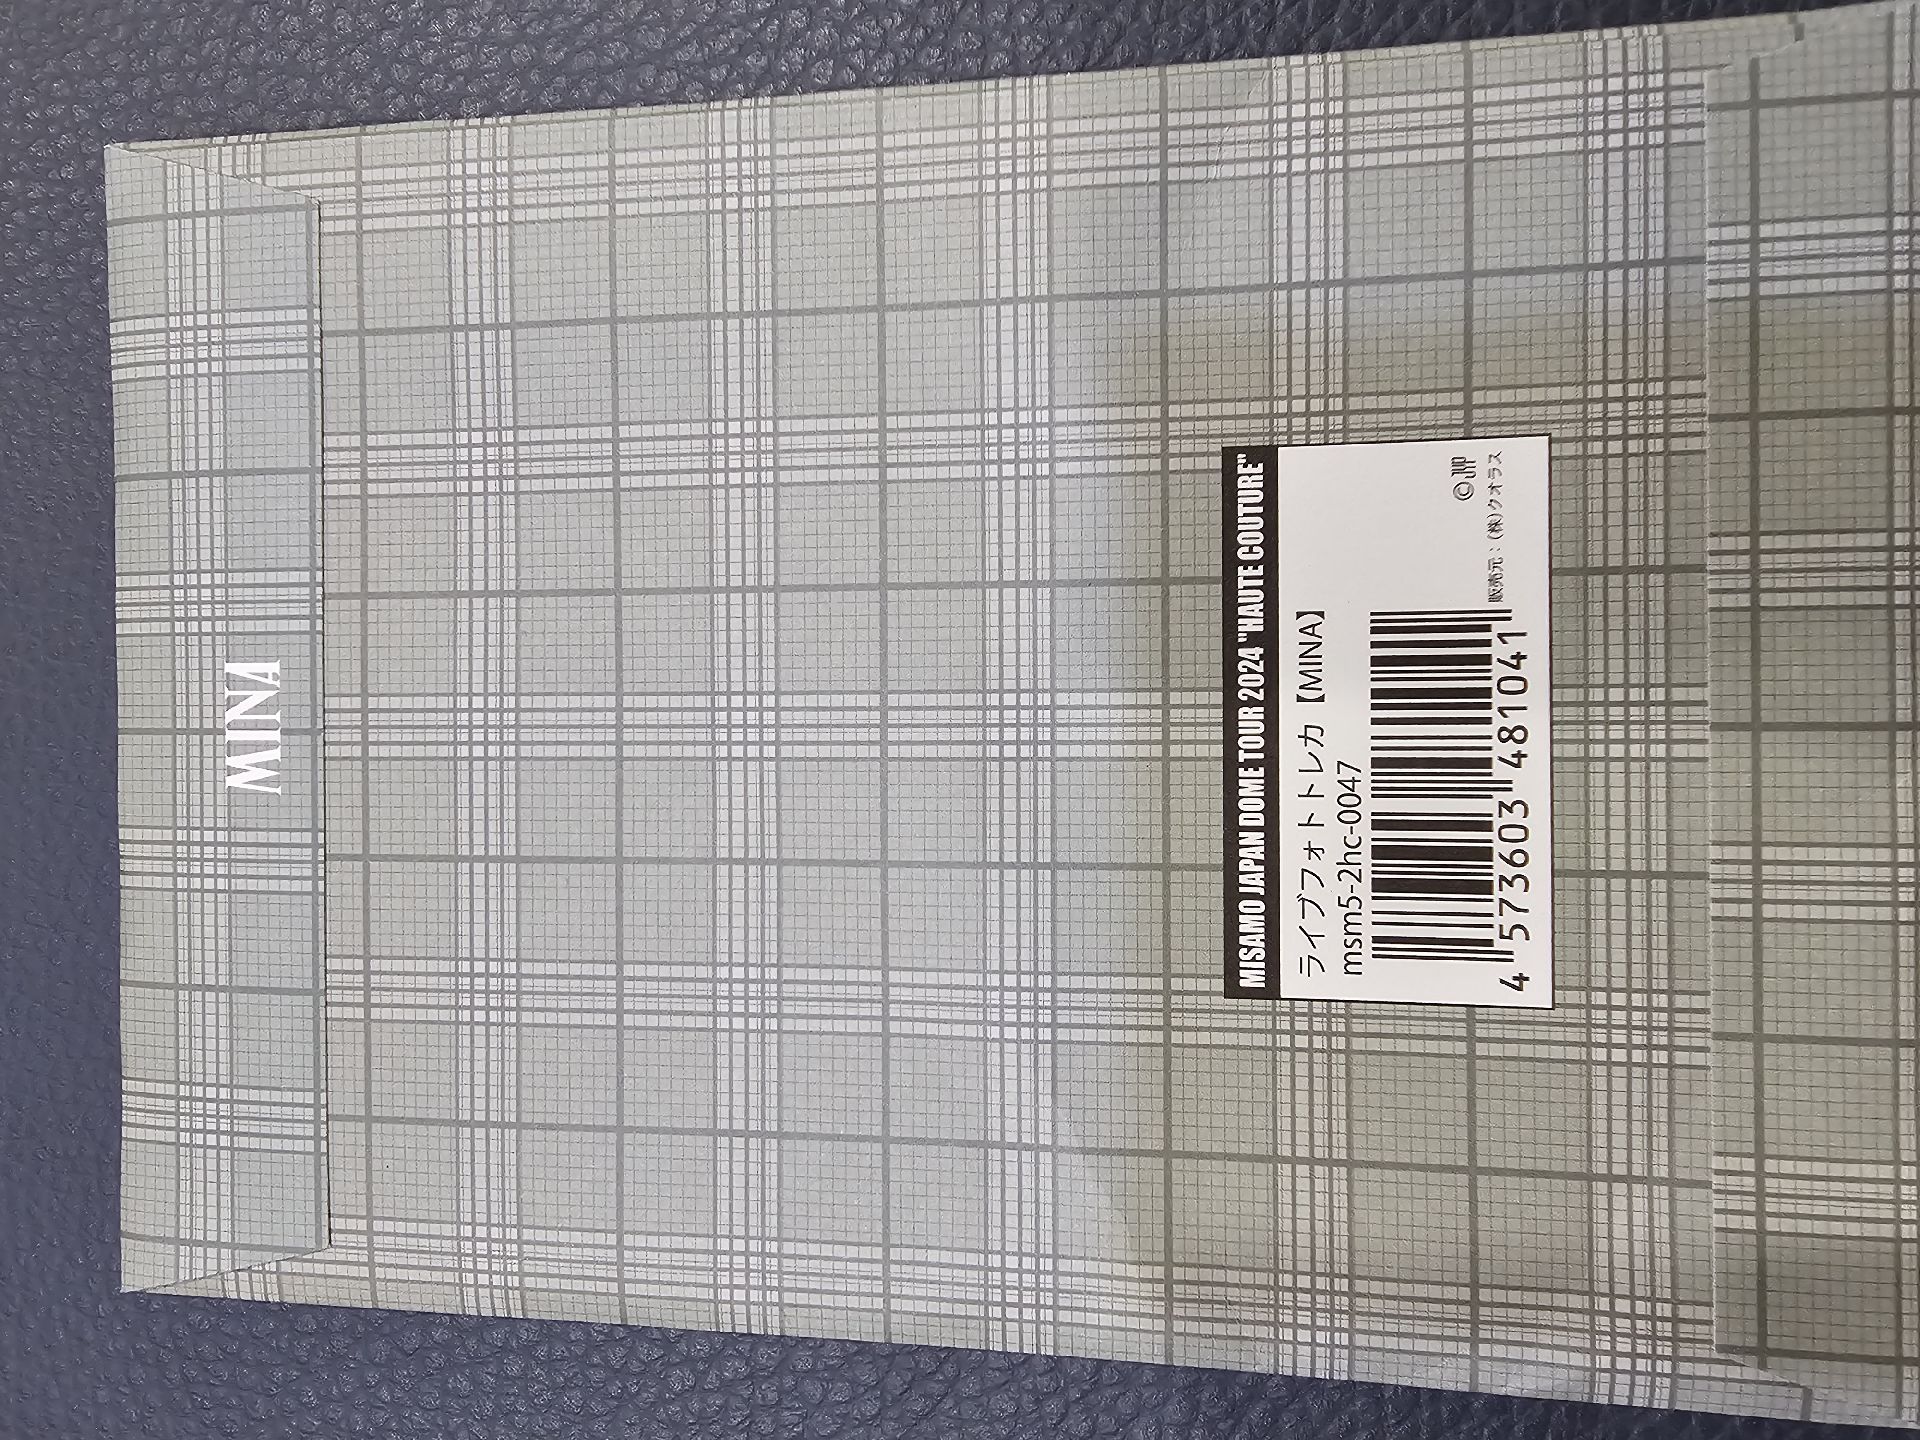 MINA
MISAMO JAPAN DOME TOUR 2024 "HAUTE COUTURE"
ライブフォトトレカ【MINA】
msm5-2hc-0047
©JYP
販売元：(株)クオラス
4 573603 481041